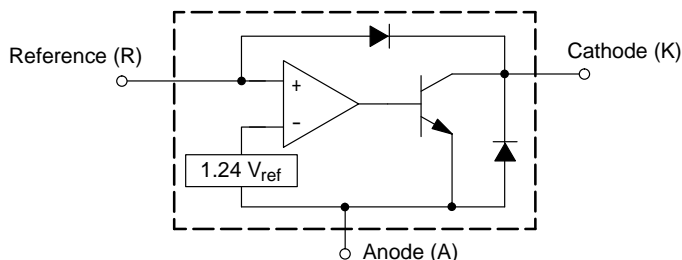 Reference (R)
Cathode (K)
+
−
1.24 Vref
Anode (A)